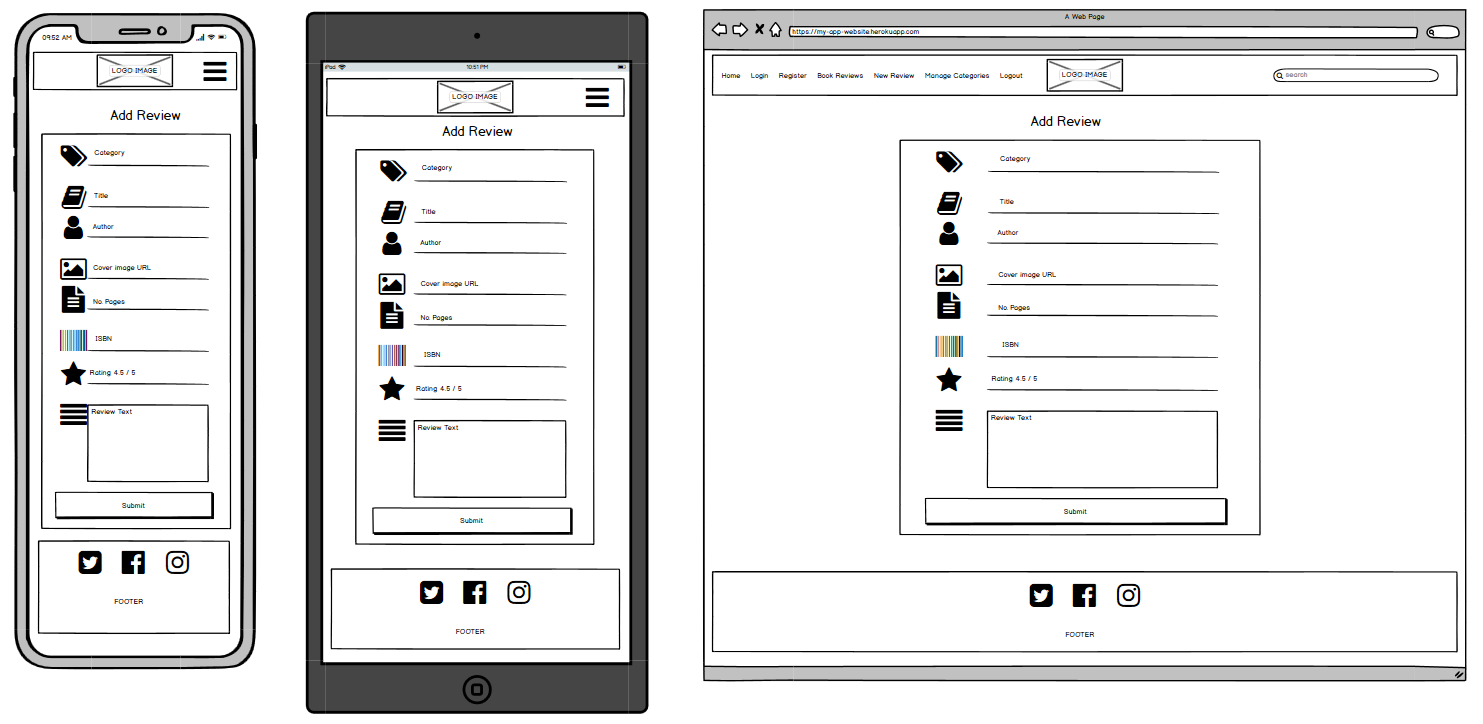 09:52 AM
LOGO IMAGE
Add Review
Category
Title
Author
Cover image URL
No. Pages
ISBN
Rating 4.5 / 5
Review Text
Submit
FOOTER
iPad
10:51 PM
LOGO IMAGE
Add Review
Category
Title
Author
Cover image URL
No. Pages
ISBN
Rating 4.5 / 5
Review Text
Submit
FOOTER
A Web Page
https://my-app-website.herokuapp.com
Home Login Register Book Reviews New Review Manage Categories Logout LOGO IMAGE search
Add Review
Category
Title
Author
Cover image URL
No. Pages
ISBN
Rating 4.5 / 5
Review Text
Submit
FOOTER